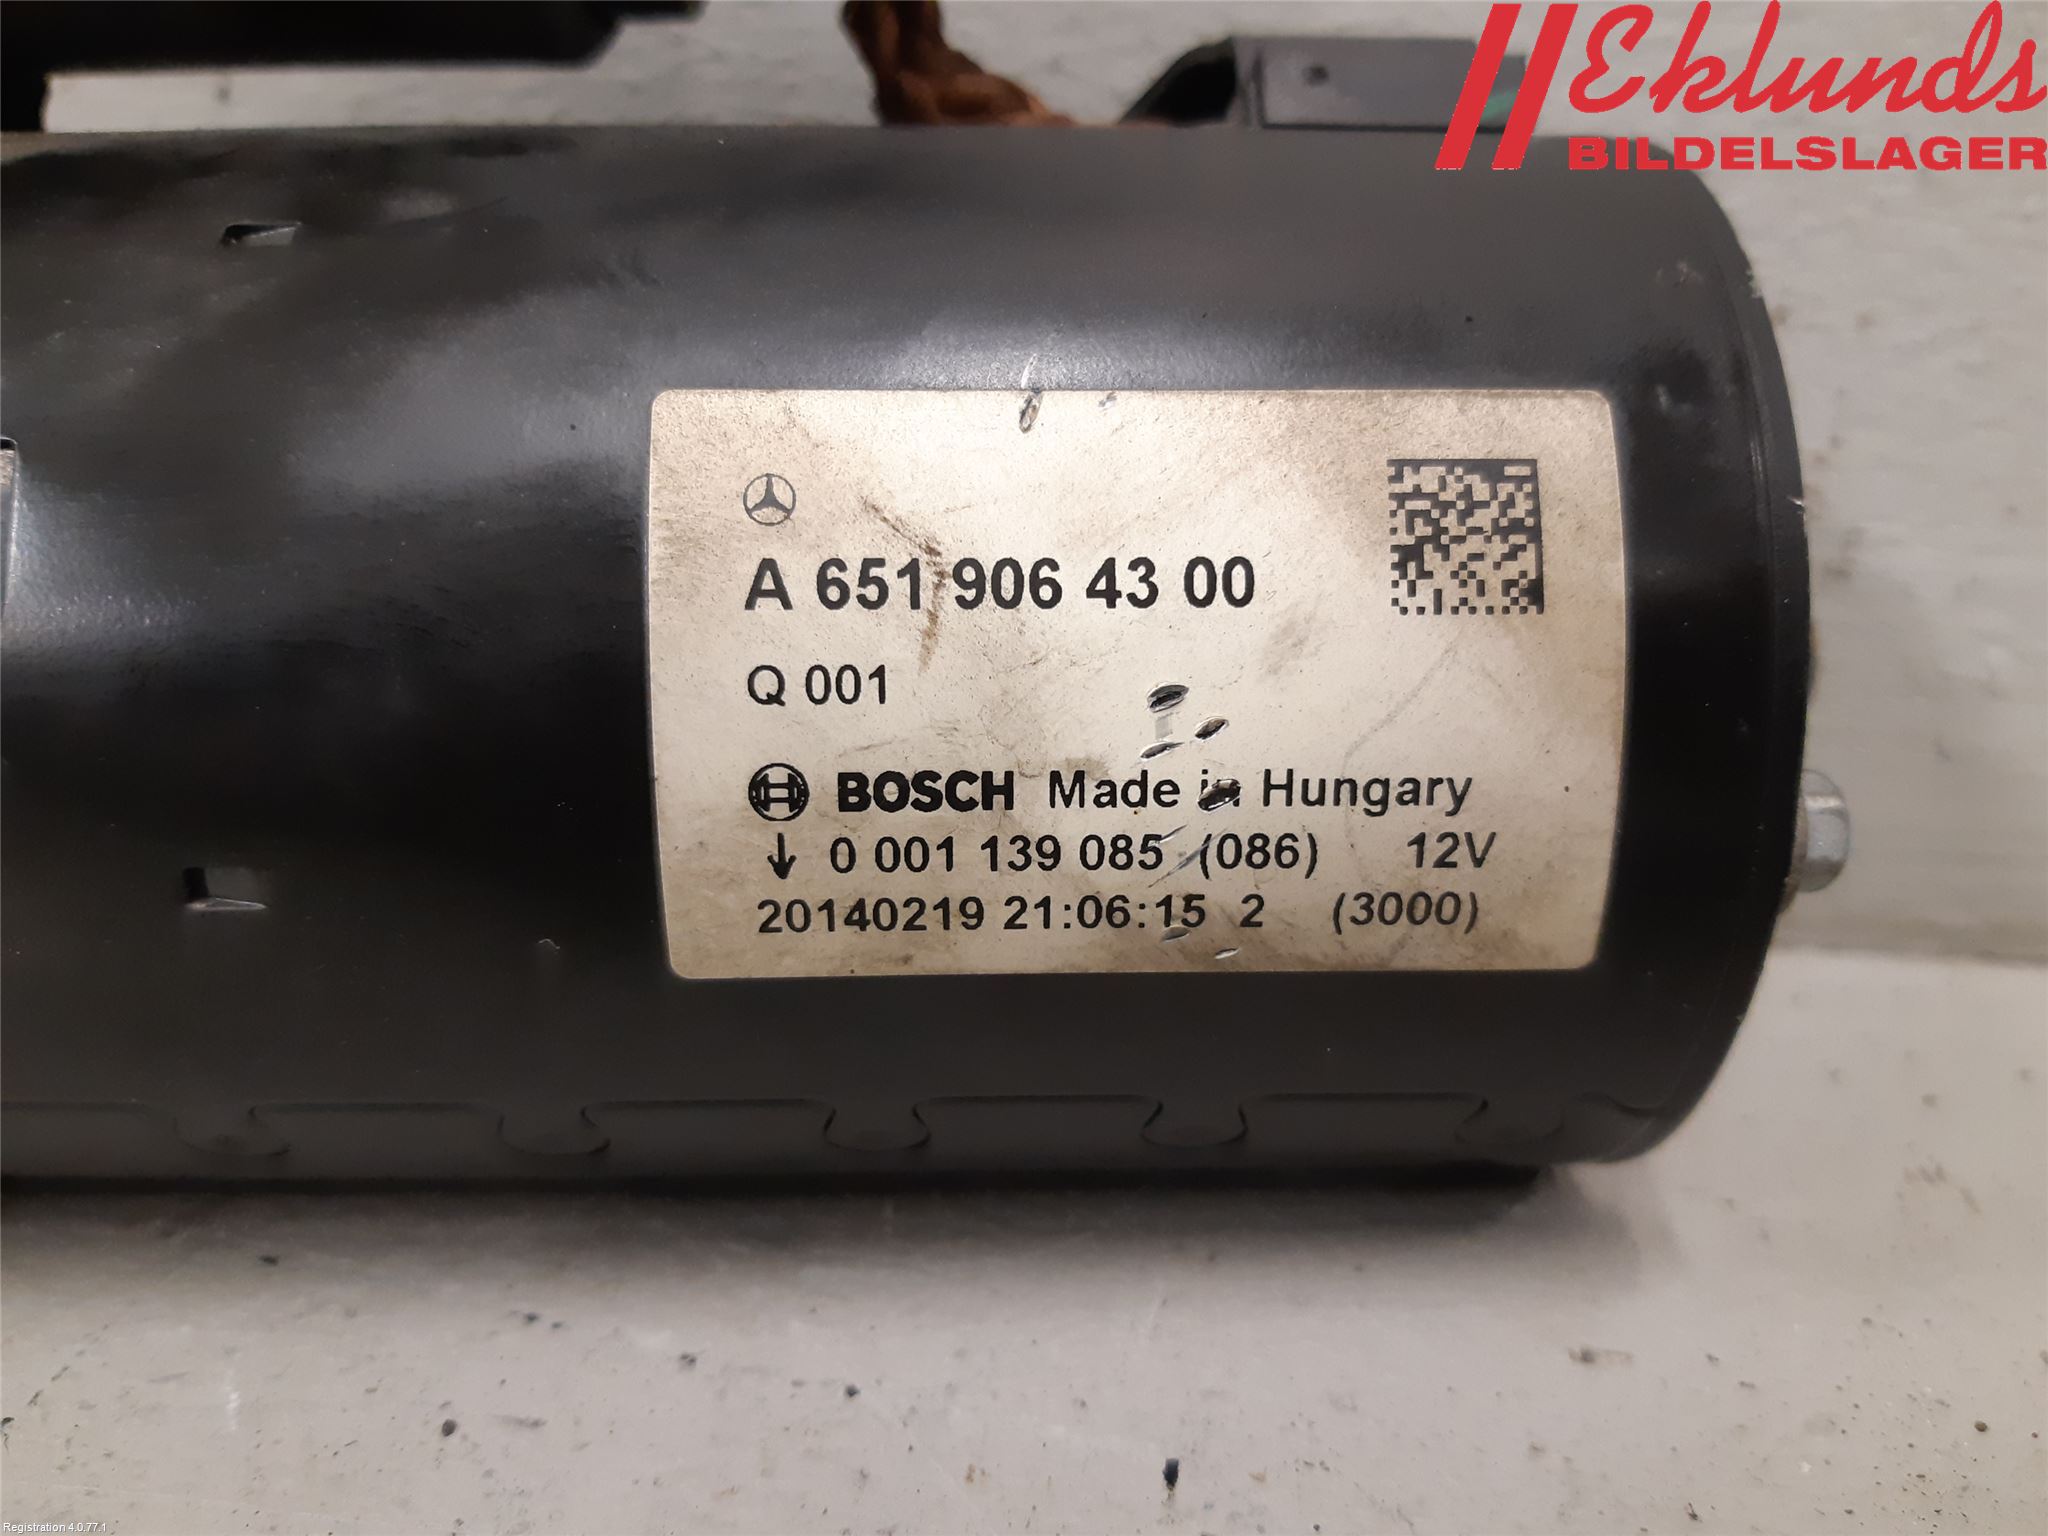 Eklunds
BILDELSLAGER
A 651 906 43 00
Q 001
BOSCH Made in Hungary
↓ 0 001 139 085 (086) 12V
20140219 21:06:15 2 (3000)
Registration 4.0.77.1